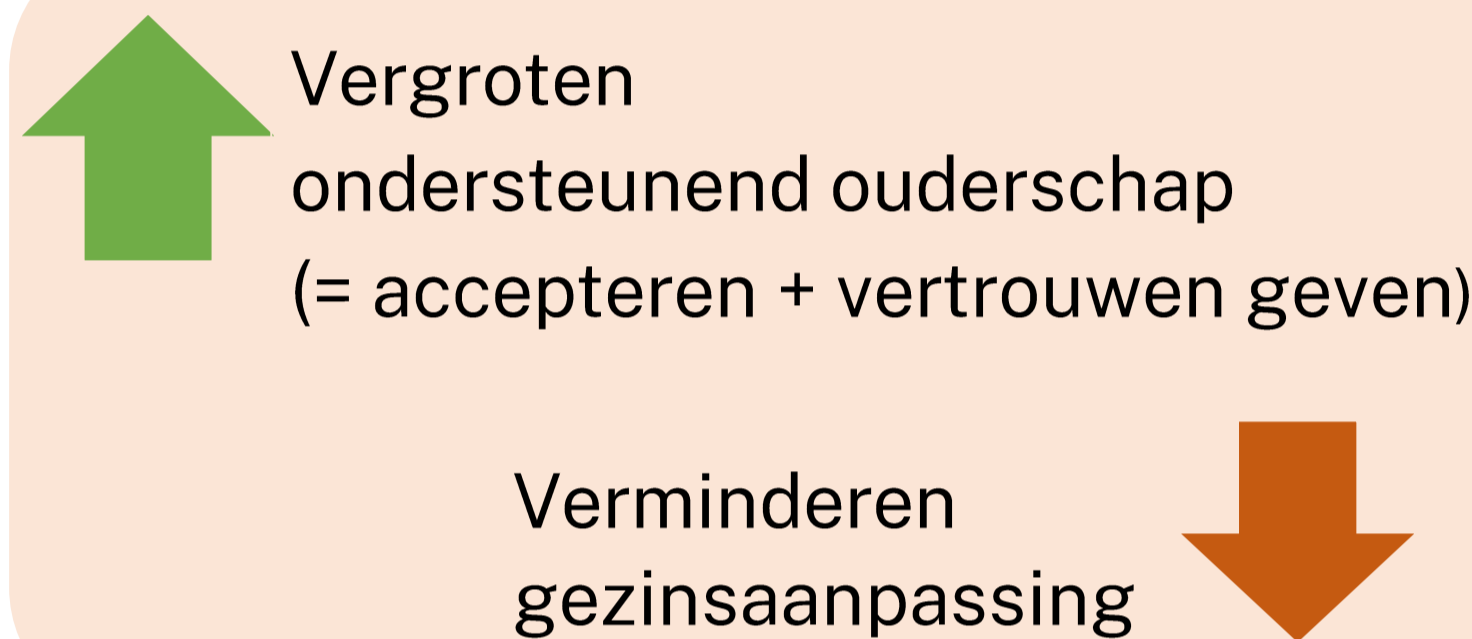 Vergroten
ondersteunend ouderschap
(= accepteren + vertrouwen geven)
Verminderen
gezinsaanpassing